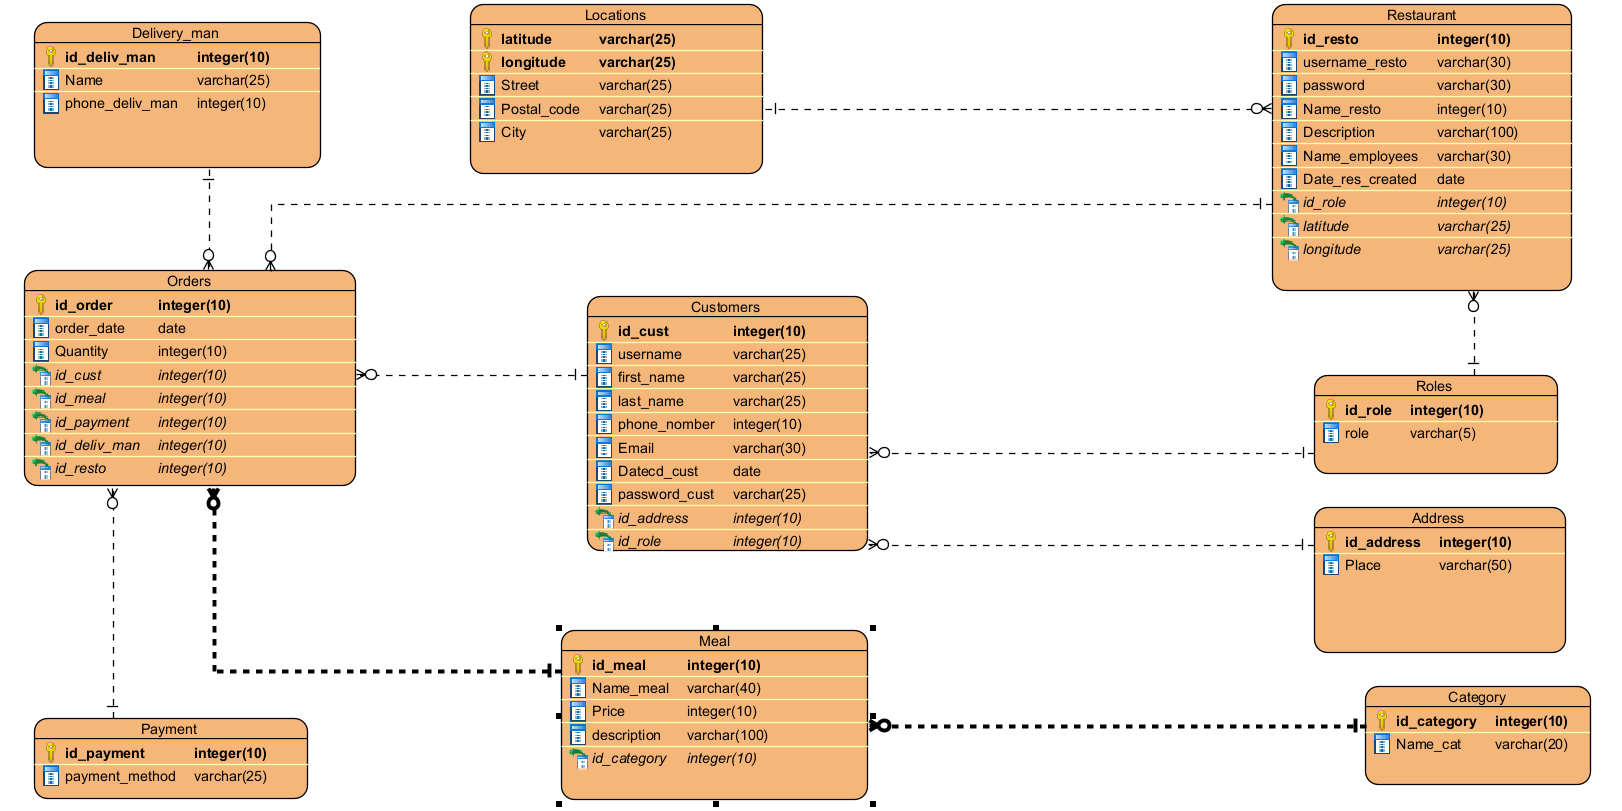 Delivery_man
id_deliv_man integer(10)
Name varchar(25)
phone_deliv_man integer(10)
Locations
latitude varchar(25)
longitude varchar(25)
Street varchar(25)
Postal_code varchar(25)
City varchar(25)
Restaurant
id_resto integer(10)
username_resto varchar(30)
password varchar(30)
Name_resto integer(10)
Description varchar(100)
Name_employees varchar(30)
Date_res_created date
id_role integer(10)
latitude varchar(25)
longitude varchar(25)
Orders
id_order integer(10)
order_date date
Quantity integer(10)
id_cust integer(10)
id_meal integer(10)
id_payment integer(10)
id_deliv_man integer(10)
id_resto integer(10)
Customers
id_cust integer(10)
username varchar(25)
first_name varchar(25)
last_name varchar(25)
phone_nomber integer(10)
Email varchar(30)
Datecd_cust date
password_cust varchar(25)
id_address integer(10)
id_role integer(10)
Roles
id_role integer(10)
role varchar(5)
Address
id_address integer(10)
Place varchar(50)
Meal
id_meal integer(10)
Name_meal varchar(40)
Price integer(10)
description varchar(100)
id_category integer(10)
Category
id_category integer(10)
Name_cat varchar(20)
Payment
id_payment integer(10)
payment_method varchar(25)